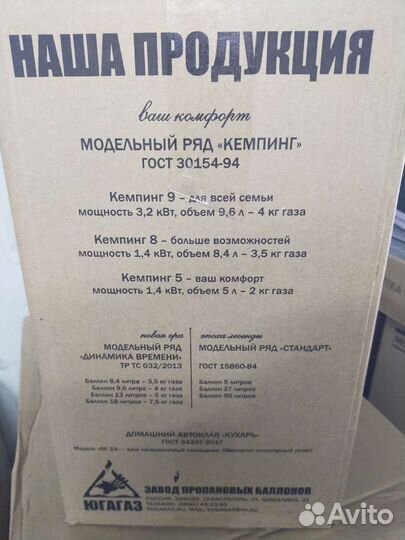 НАША ПРОДУКЦИЯ
ваш комфорт
МОДЕЛЬНЫЙ РЯД «КЕМПИНГ»
ГОСТ 30154-94
Кемпинг 9 – для всей семьи
мощность 3,2 кВт, объем 9,6 л – 4 кг газа
Кемпинг 8 – больше возможностей
мощность 1,4 кВт, объем 8,4 л – 3,5 кг газа
Кемпинг 5 – ваш комфорт
мощность 1,4 кВт, объем 5 л – 2 кг газа
новая эра
МОДЕЛЬНЫЙ РЯД
«ДИНАМИКА ВРЕМЕНИ»
ТР ТС 032/2013
Баллон 8,4 литра – 3,5 кг газа
Баллон 9,6 литра – 4 кг газа
Баллон 12 литров – 5 кг газа
Баллон 18 литров – 7,5 кг газа
эпоха легенды
МОДЕЛЬНЫЙ РЯД «СТАНДАРТ»
ГОСТ 15860-84
Баллон 5 литров
Баллон 27 литров
Баллон 50 литров
ДОМАШНИЙ АВТОКЛАВ «КУХАРЬ»
ГОСТ 34347-2017
ЮГАГАЗ
ЗАВОД ПРОПАНОВЫХ БАЛЛОНОВ
Avito